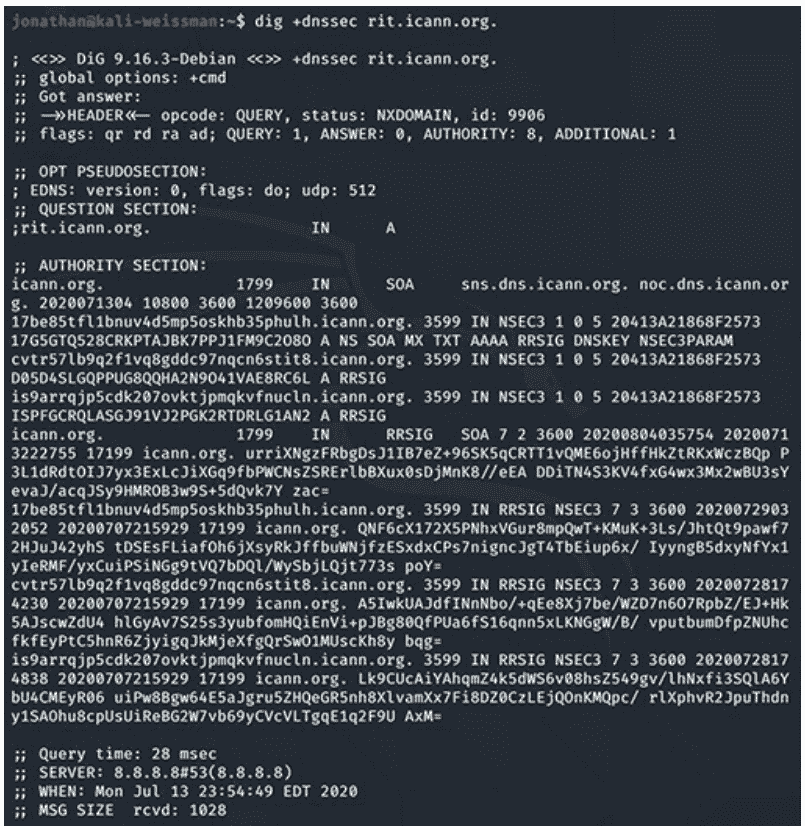 jonathan@kali-weissman:~$ dig +dnssec rit.icann.org.
; <<>> DiG 9.16.3-Debian <<>> +dnssec rit.icann.org.
;; global options: +cmd
;; Got answer:
;; ->>HEADER<<- opcode: QUERY, status: NXDOMAIN, id: 9906
;; flags: qr rd ra ad; QUERY: 1, ANSWER: 0, AUTHORITY: 8, ADDITIONAL: 1
;; OPT PSEUDOSECTION:
; EDNS: version: 0, flags: do; udp: 512
;; QUESTION SECTION:
;rit.icann.org. IN A
;; AUTHORITY SECTION:
icann.org. 1799 IN SOA sns.dns.icann.org. noc.dns.icann.or
g. 2020071304 10800 3600 1209600 3600
17be85tfl1bnuv4d5mp5oskhb35phulh.icann.org. 3599 IN NSEC3 1 0 5 20413A21868F2573
17G5GTQ528CRKPTAJBK7PPJ1FM9C2O8O A NS SOA MX TXT AAAA RRSIG DNSKEY NSEC3PARAM
cvtr57lb9q2f1vq8gddc97nqcn6stit8.icann.org. 3599 IN NSEC3 1 0 5 20413A21868F2573
D05D4SLGQPPUG8QQHA2N9O41VAE8RC6L A RRSIG
is9arrqjp5cdk207ovktjpmqkvfnucln.icann.org. 3599 IN NSEC3 1 0 5 20413A21868F2573
ISPFGCRQLASGJ91VJ2PGK2RTDRLG1AN2 A RRSIG
icann.org. 1799 IN RRSIG SOA 7 2 3600 20200804035754 2020071
3222755 17199 icann.org. urriXNgzFRbgDsJ1IB7eZ+96SK5qCRTT1vQME6ojHffHkZtRKxWczBQp P
3L1dRdtOIJ7yx3ExLcJiXGq9fbPWCNsZSRErlbBXux0sDjMnK8//eEA DDiTN4S3KV4fxG4wx3Mx2wBU3sY
evaJ/acqJSy9HMROB3w9S+5dQvk7Y zac=
17be85tfl1bnuv4d5mp5oskhb35phulh.icann.org. 3599 IN RRSIG NSEC3 7 3 3600 2020072903
2052 20200707215929 17199 icann.org. QNF6cX172X5PNhxVGur8mpQwT+KMuK+3Ls/JhtQt9pawf7
2HJuJ42yhS tDSEsFLiafOh6jXsyRkJffbuWNjfzESxdxCPs7nigncJgT4TbEiup6x/ IyyngB5dxyNfYx1
yIeRMF/yxCuiPSiNGg9tVQ7bDQl/WySbjLQjt773s poY=
cvtr57lb9q2f1vq8gddc97nqcn6stit8.icann.org. 3599 IN RRSIG NSEC3 7 3 3600 2020072817
4230 20200707215929 17199 icann.org. A5IwkUAJdfINnNbo/+qEe8Xj7be/WZD7n6O7RpbZ/EJ+Hk
5AJscwZdU4 hlGyAv7S25s3yubfomHQiEnVi+pJBg80QfPUa6fS16qnn5xLKNGgW/B/ vputbumDfpZNUhc
fkfEyPtC5hnR6ZjyigqJkMjeXfgQrSwO1MUscKh8y bqg=
is9arrqjp5cdk207ovktjpmqkvfnucln.icann.org. 3599 IN RRSIG NSEC3 7 3 3600 2020072817
4838 20200707215929 17199 icann.org. Lk9CUcAiYAhqmZ4k5dWS6v08hsZ549gv/lhNxfi3SQlA6Y
bU4CMEyR06 uiPw8Bgw64E5aJgru5ZHQeGR5nh8XlvamXx7Fi8DZ0CzLEjQOnKMQpc/ rlXphvR2JpuThdn
y1SAOhu8cpUsUiReBG2W7vb69yCVcVLTgqE1q2F9U AxM=
;; Query time: 28 msec
;; SERVER: 8.8.8.8#53(8.8.8.8)
;; WHEN: Mon Jul 13 23:54:49 EDT 2020
;; MSG SIZE rcvd: 1028